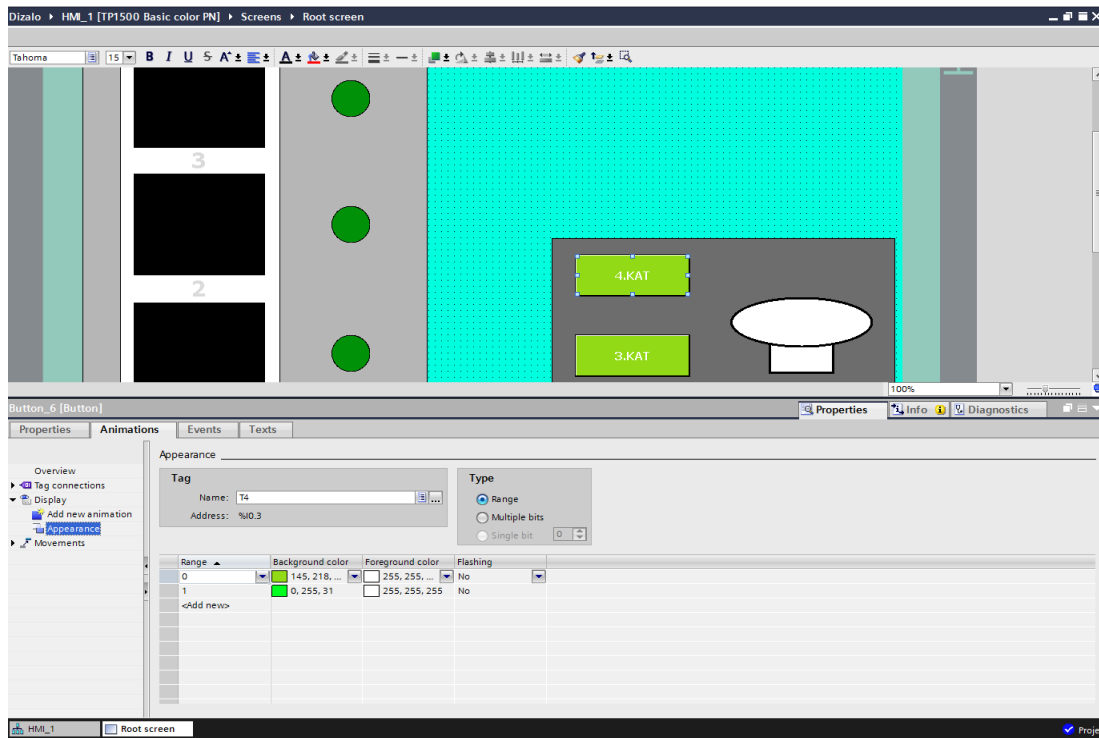 Dizalo ▸ HMI_1 [TP1500 Basic color PN] ▸ Screens ▸ Root screen
Tahoma 15 B I U S A A
3
2
4.KAT
3.KAT
100%
Button_6 [Button]
Properties Info Diagnostics
Properties Animations Events Texts
Appearance
Overview
Tag connections
Display
Add new animation
Appearance
Movements
Tag
Name: T4
Address: %I0.3
Type
Range
Multiple bits
Single bit 0
Range Background color Foreground color Flashing
0 145, 218, ... 255, 255, ... No
1 0, 255, 31 255, 255, 255 No
<Add new>
HMI_1 Root screen
Proje